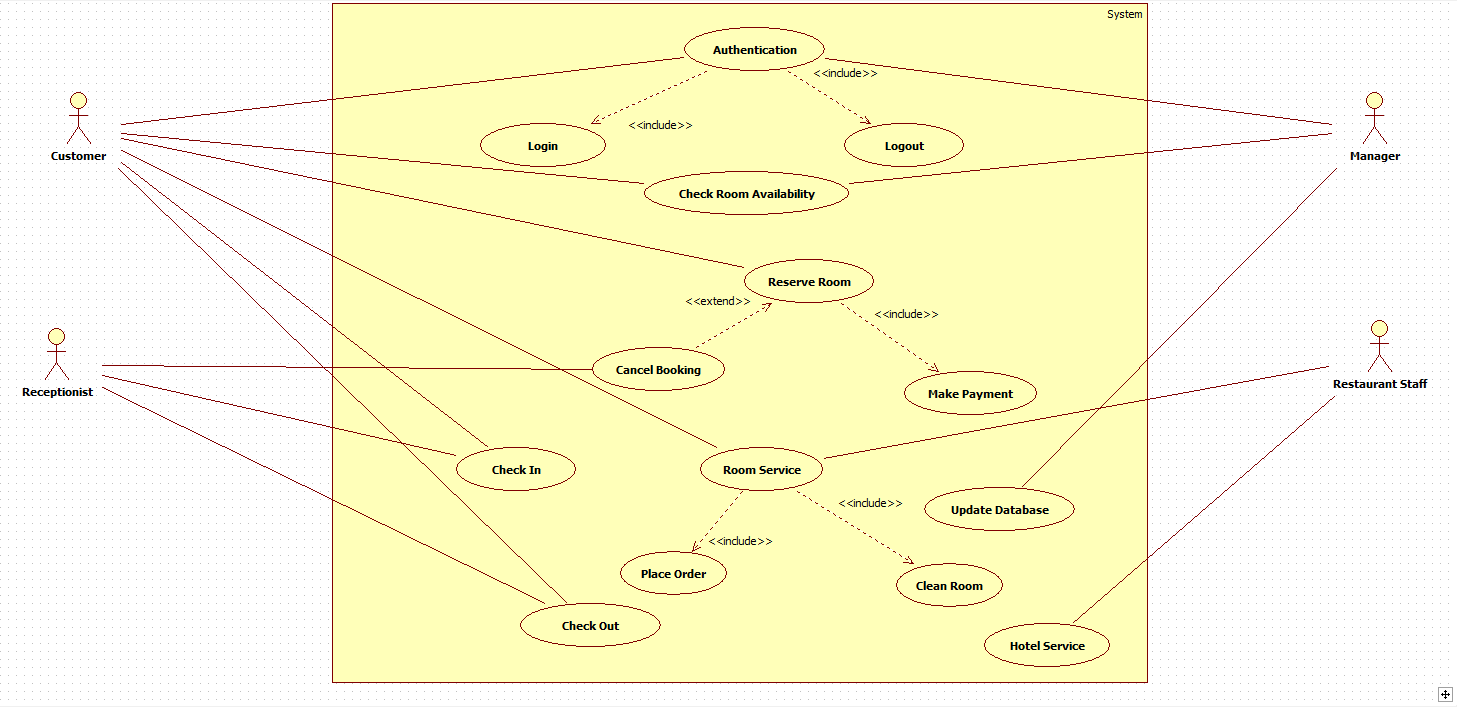 System
Authentication
<<include>>
<<include>>
Login
Logout
Customer
Manager
Check Room Availability
Reserve Room
<<extend>>
<<include>>
Cancel Booking
Make Payment
Receptionist
Restaurant Staff
Check In
Room Service
<<include>>
Update Database
<<include>>
Place Order
Clean Room
Check Out
Hotel Service